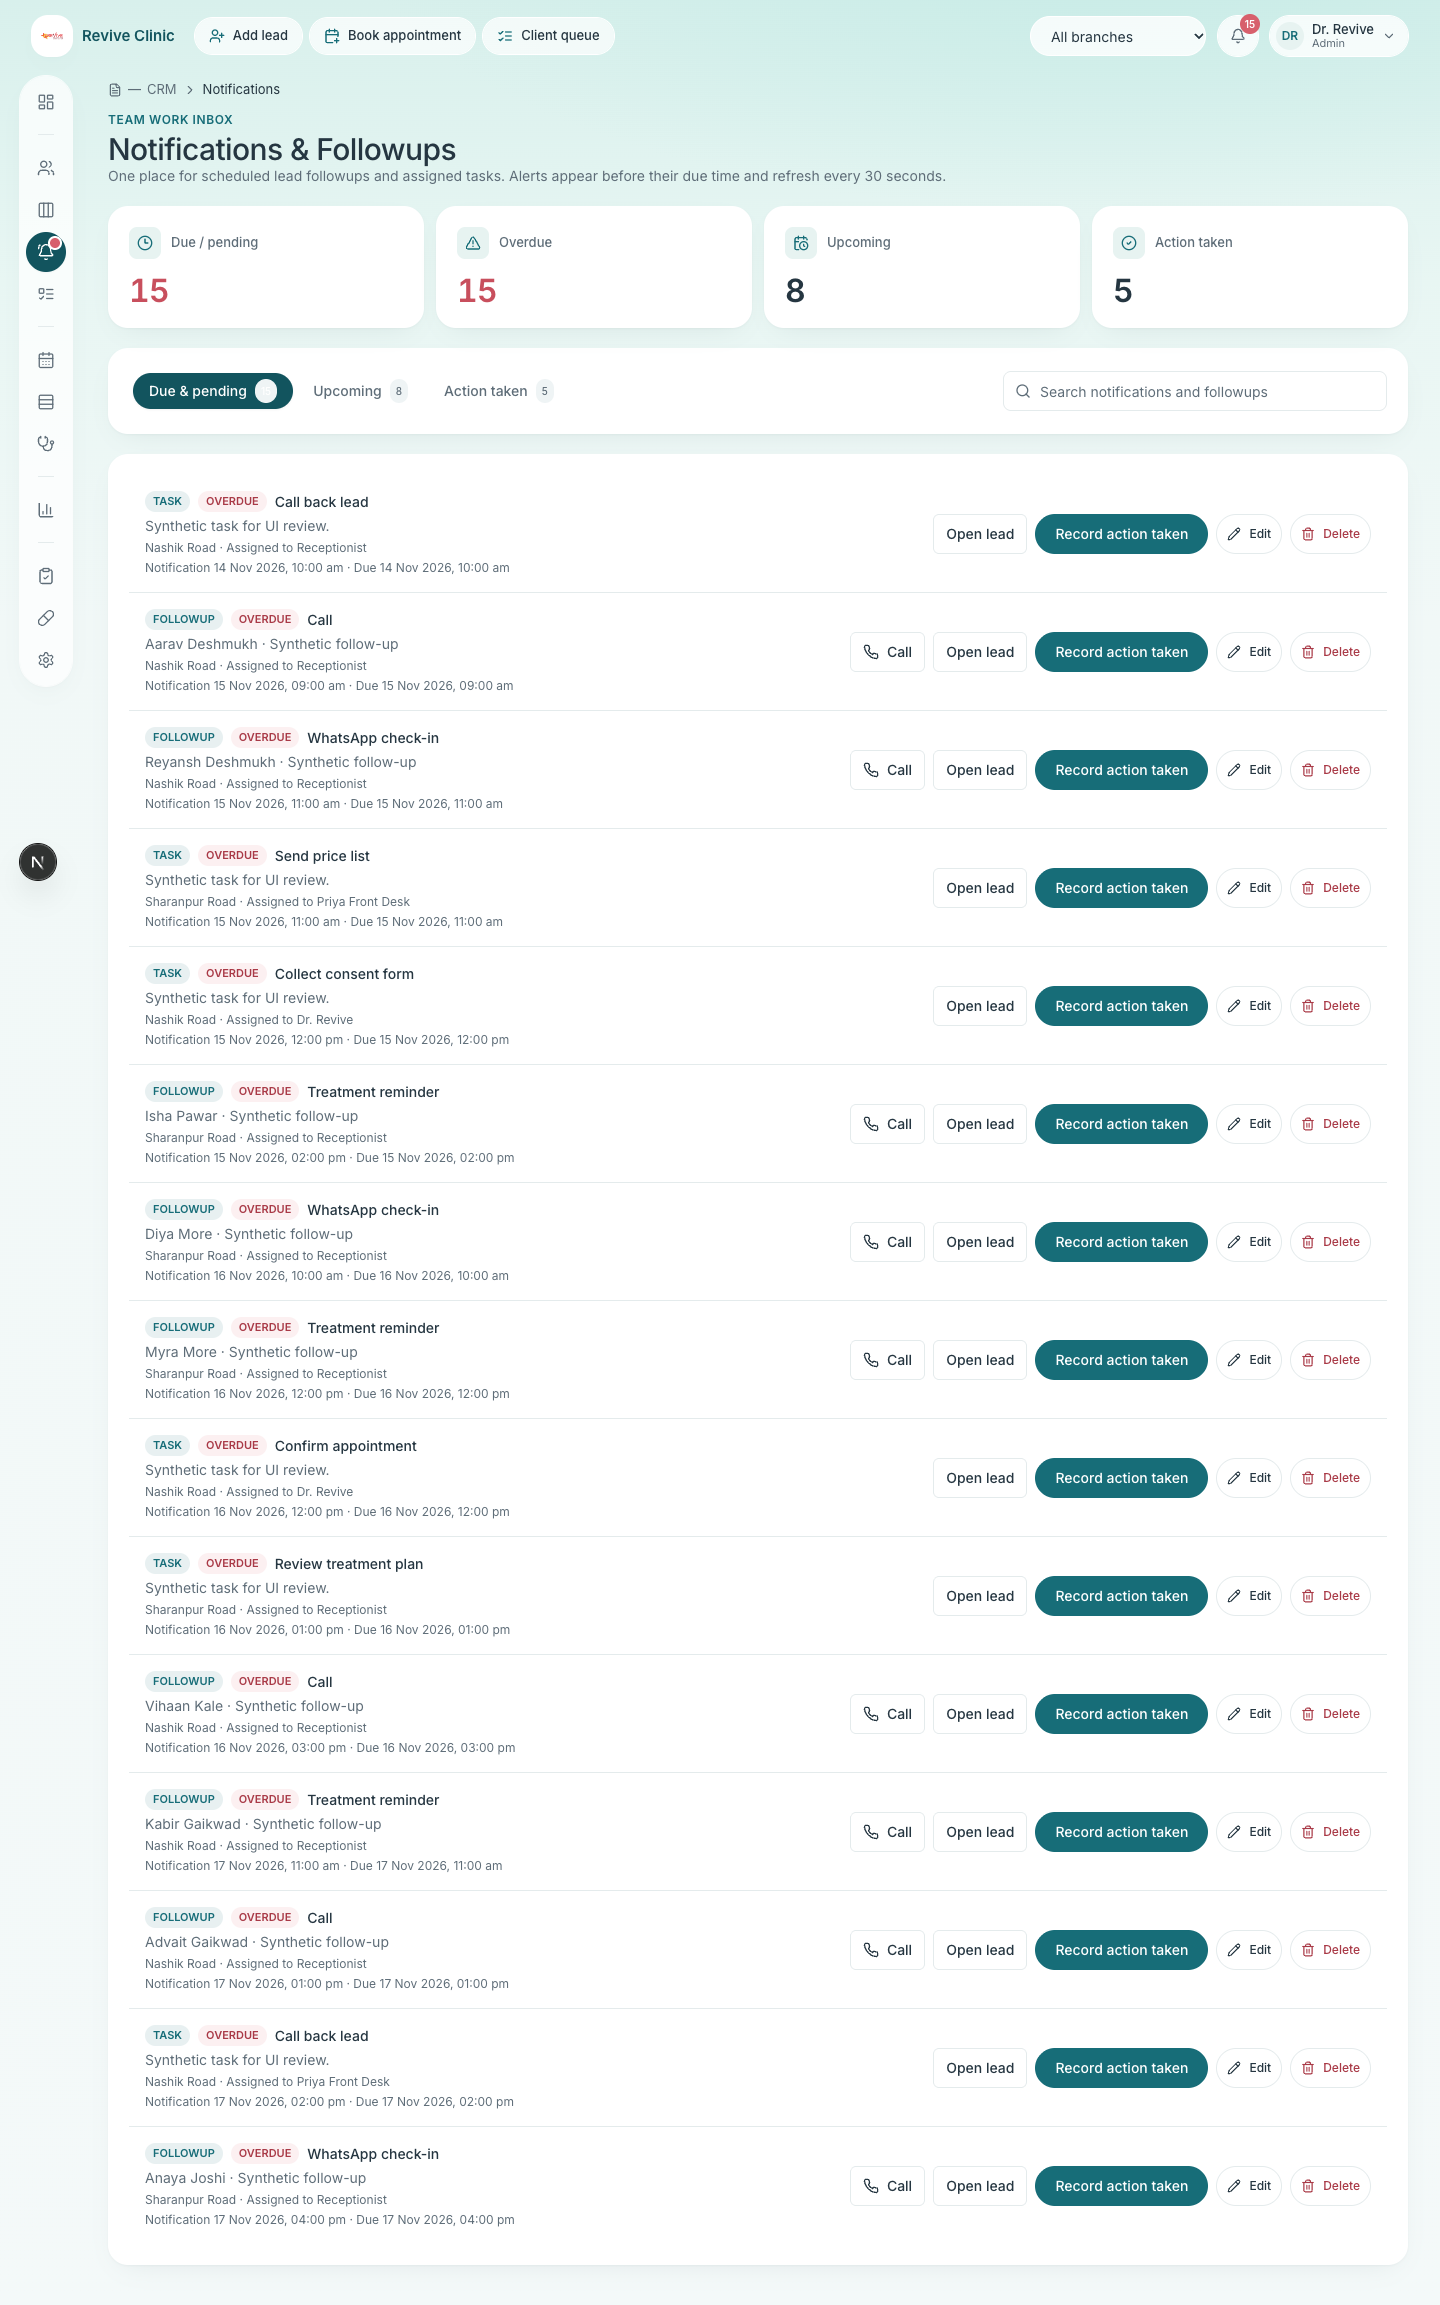 Revive Clinic
Add lead
Book appointment
Client queue
All branches
15
DR
Dr. Revive
Admin
— CRM > Notifications
TEAM WORK INBOX
Notifications & Followups
One place for scheduled lead followups and assigned tasks. Alerts appear before their due time and refresh every 30 seconds.
Due / pending
15
Overdue
15
Upcoming
8
Action taken
5
Due & pending
Upcoming 8
Action taken 5
Search notifications and followups
TASK OVERDUE Call back lead
Synthetic task for UI review.
Nashik Road · Assigned to Receptionist
Notification 14 Nov 2026, 10:00 am · Due 14 Nov 2026, 10:00 am
Open lead Record action taken Edit Delete
FOLLOWUP OVERDUE Call
Aarav Deshmukh · Synthetic follow-up
Nashik Road · Assigned to Receptionist
Notification 15 Nov 2026, 09:00 am · Due 15 Nov 2026, 09:00 am
Call Open lead Record action taken Edit Delete
FOLLOWUP OVERDUE WhatsApp check-in
Reyansh Deshmukh · Synthetic follow-up
Nashik Road · Assigned to Receptionist
Notification 15 Nov 2026, 11:00 am · Due 15 Nov 2026, 11:00 am
Call Open lead Record action taken Edit Delete
TASK OVERDUE Send price list
Synthetic task for UI review.
Sharanpur Road · Assigned to Priya Front Desk
Notification 15 Nov 2026, 11:00 am · Due 15 Nov 2026, 11:00 am
Open lead Record action taken Edit Delete
N
TASK OVERDUE Collect consent form
Synthetic task for UI review.
Nashik Road · Assigned to Dr. Revive
Notification 15 Nov 2026, 12:00 pm · Due 15 Nov 2026, 12:00 pm
Open lead Record action taken Edit Delete
FOLLOWUP OVERDUE Treatment reminder
Isha Pawar · Synthetic follow-up
Sharanpur Road · Assigned to Receptionist
Notification 15 Nov 2026, 02:00 pm · Due 15 Nov 2026, 02:00 pm
Call Open lead Record action taken Edit Delete
FOLLOWUP OVERDUE WhatsApp check-in
Diya More · Synthetic follow-up
Sharanpur Road · Assigned to Receptionist
Notification 16 Nov 2026, 10:00 am · Due 16 Nov 2026, 10:00 am
Call Open lead Record action taken Edit Delete
FOLLOWUP OVERDUE Treatment reminder
Myra More · Synthetic follow-up
Sharanpur Road · Assigned to Receptionist
Notification 16 Nov 2026, 12:00 pm · Due 16 Nov 2026, 12:00 pm
Call Open lead Record action taken Edit Delete
TASK OVERDUE Confirm appointment
Synthetic task for UI review.
Nashik Road · Assigned to Dr. Revive
Notification 16 Nov 2026, 12:00 pm · Due 16 Nov 2026, 12:00 pm
Open lead Record action taken Edit Delete
TASK OVERDUE Review treatment plan
Synthetic task for UI review.
Sharanpur Road · Assigned to Receptionist
Notification 16 Nov 2026, 01:00 pm · Due 16 Nov 2026, 01:00 pm
Open lead Record action taken Edit Delete
FOLLOWUP OVERDUE Call
Vihaan Kale · Synthetic follow-up
Nashik Road · Assigned to Receptionist
Notification 16 Nov 2026, 03:00 pm · Due 16 Nov 2026, 03:00 pm
Call Open lead Record action taken Edit Delete
FOLLOWUP OVERDUE Treatment reminder
Kabir Gaikwad · Synthetic follow-up
Nashik Road · Assigned to Receptionist
Notification 17 Nov 2026, 11:00 am · Due 17 Nov 2026, 11:00 am
Call Open lead Record action taken Edit Delete
FOLLOWUP OVERDUE Call
Advait Gaikwad · Synthetic follow-up
Nashik Road · Assigned to Receptionist
Notification 17 Nov 2026, 01:00 pm · Due 17 Nov 2026, 01:00 pm
Call Open lead Record action taken Edit Delete
TASK OVERDUE Call back lead
Synthetic task for UI review.
Nashik Road · Assigned to Priya Front Desk
Notification 17 Nov 2026, 02:00 pm · Due 17 Nov 2026, 02:00 pm
Open lead Record action taken Edit Delete
FOLLOWUP OVERDUE WhatsApp check-in
Anaya Joshi · Synthetic follow-up
Sharanpur Road · Assigned to Receptionist
Notification 17 Nov 2026, 04:00 pm · Due 17 Nov 2026, 04:00 pm
Call Open lead Record action taken Edit Delete